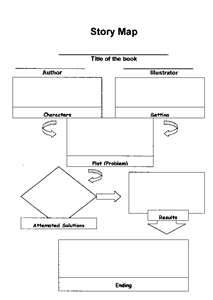 Story Map
Title of the book
Author Illustrator
Characters Setting
Plot (Problem)
Results
Attempted Solutions
Ending